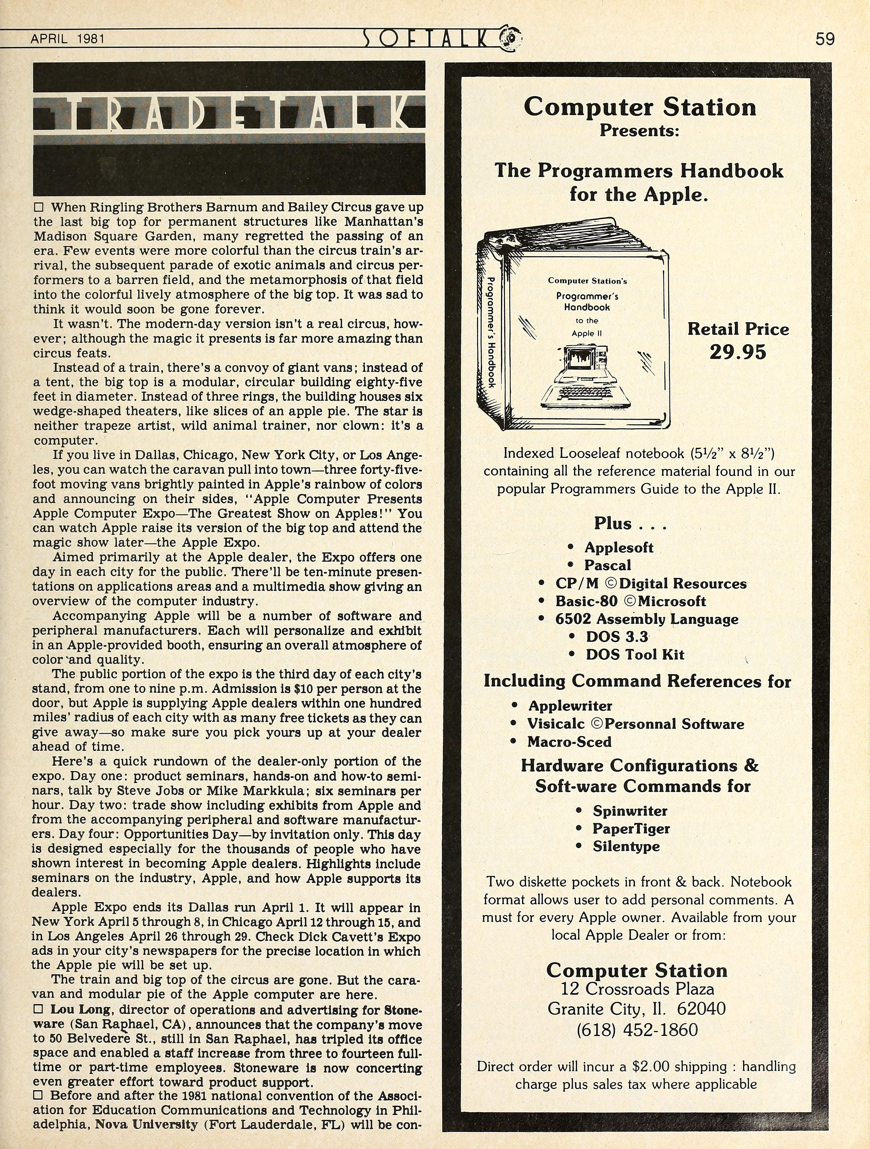 APRIL 1981
SOFTALK
59
TRADETALK
☐ When Ringling Brothers Barnum and Bailey Circus gave up
the last big top for permanent structures like Manhattan's
Madison Square Garden, many regretted the passing of an
era. Few events were more colorful than the circus train's ar-
rival, the subsequent parade of exotic animals and circus per-
formers to a barren field, and the metamorphosis of that field
into the colorful lively atmosphere of the big top. It was sad to
think it would soon be gone forever.
It wasn't. The modern-day version isn't a real circus, how-
ever; although the magic it presents is far more amazing than
circus feats.
Instead of a train, there's a convoy of giant vans; instead of
a tent, the big top is a modular, circular building eighty-five
feet in diameter. Instead of three rings, the building houses six
wedge-shaped theaters, like slices of an apple pie. The star is
neither trapeze artist, wild animal trainer, nor clown: it's a
computer.
If you live in Dallas, Chicago, New York City, or Los Ange-
les, you can watch the caravan pull into town—three forty-five-
foot moving vans brightly painted in Apple's rainbow of colors
and announcing on their sides, "Apple Computer Presents
Apple Computer Expo—The Greatest Show on Apples!" You
can watch Apple raise its version of the big top and attend the
magic show later—the Apple Expo.
Aimed primarily at the Apple dealer, the Expo offers one
day in each city for the public. There'll be ten-minute presen-
tations on applications areas and a multimedia show giving an
overview of the computer industry.
Accompanying Apple will be a number of software and
peripheral manufacturers. Each will personalize and exhibit
in an Apple-provided booth, ensuring an overall atmosphere of
color and quality.
The public portion of the expo is the third day of each city's
stand, from one to nine p.m. Admission is $10 per person at the
door, but Apple is supplying Apple dealers within one hundred
miles' radius of each city with as many free tickets as they can
give away—so make sure you pick yours up at your dealer
ahead of time.
Here's a quick rundown of the dealer-only portion of the
expo. Day one: product seminars, hands-on and how-to semi-
nars, talk by Steve Jobs or Mike Markkula; six seminars per
hour. Day two: trade show including exhibits from Apple and
from the accompanying peripheral and software manufactur-
ers. Day four: Opportunities Day—by invitation only. This day
is designed especially for the thousands of people who have
shown interest in becoming Apple dealers. Highlights include
seminars on the industry, Apple, and how Apple supports its
dealers.
Apple Expo ends its Dallas run April 1. It will appear in
New York April 5 through 8, in Chicago April 12 through 15, and
in Los Angeles April 26 through 29. Check Dick Cavett's Expo
ads in your city's newspapers for the precise location in which
the Apple pie will be set up.
The train and big top of the circus are gone. But the cara-
van and modular pie of the Apple computer are here.
☐ Lou Long, director of operations and advertising for Stone-
ware (San Raphael, CA), announces that the company's move
to 50 Belvedere St., still in San Raphael, has tripled its office
space and enabled a staff increase from three to fourteen full-
time or part-time employees. Stoneware is now concerting
even greater effort toward product support.
☐ Before and after the 1981 national convention of the Associ-
ation for Education Communications and Technology in Phil-
adelphia, Nova University (Fort Lauderdale, FL) will be con-
Computer Station
Presents:
The Programmers Handbook
for the Apple.
Programmer's Handbook
Computer Station's
Programmer's
Handbook
to the
Apple II
Retail Price
29.95
Indexed Looseleaf notebook (5½" x 8½")
containing all the reference material found in our
popular Programmers Guide to the Apple II.
Plus . . .
• Applesoft
• Pascal
• CP/M ©Digital Resources
• Basic-80 ©Microsoft
• 6502 Assembly Language
• DOS 3.3
• DOS Tool Kit
Including Command References for
• Applewriter
• Visicalc ©Personnal Software
• Macro-Sced
Hardware Configurations &
Soft-ware Commands for
• Spinwriter
• PaperTiger
• Silentype
Two diskette pockets in front & back. Notebook
format allows user to add personal comments. A
must for every Apple owner. Available from your
local Apple Dealer or from:
Computer Station
12 Crossroads Plaza
Granite City, Il. 62040
(618) 452-1860
Direct order will incur a $2.00 shipping : handling
charge plus sales tax where applicable